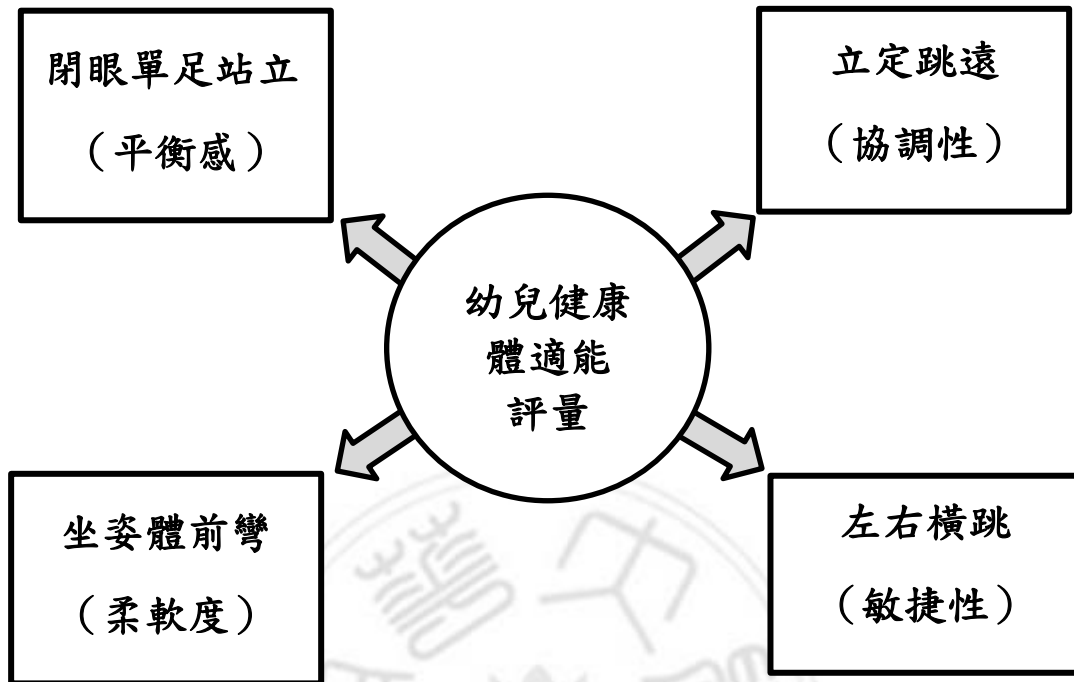 閉眼單足站立
（平衡感）
立定跳遠
（協調性）
幼兒健康
體適能
評量
坐姿體前彎
（柔軟度）
左右橫跳
（敏捷性）